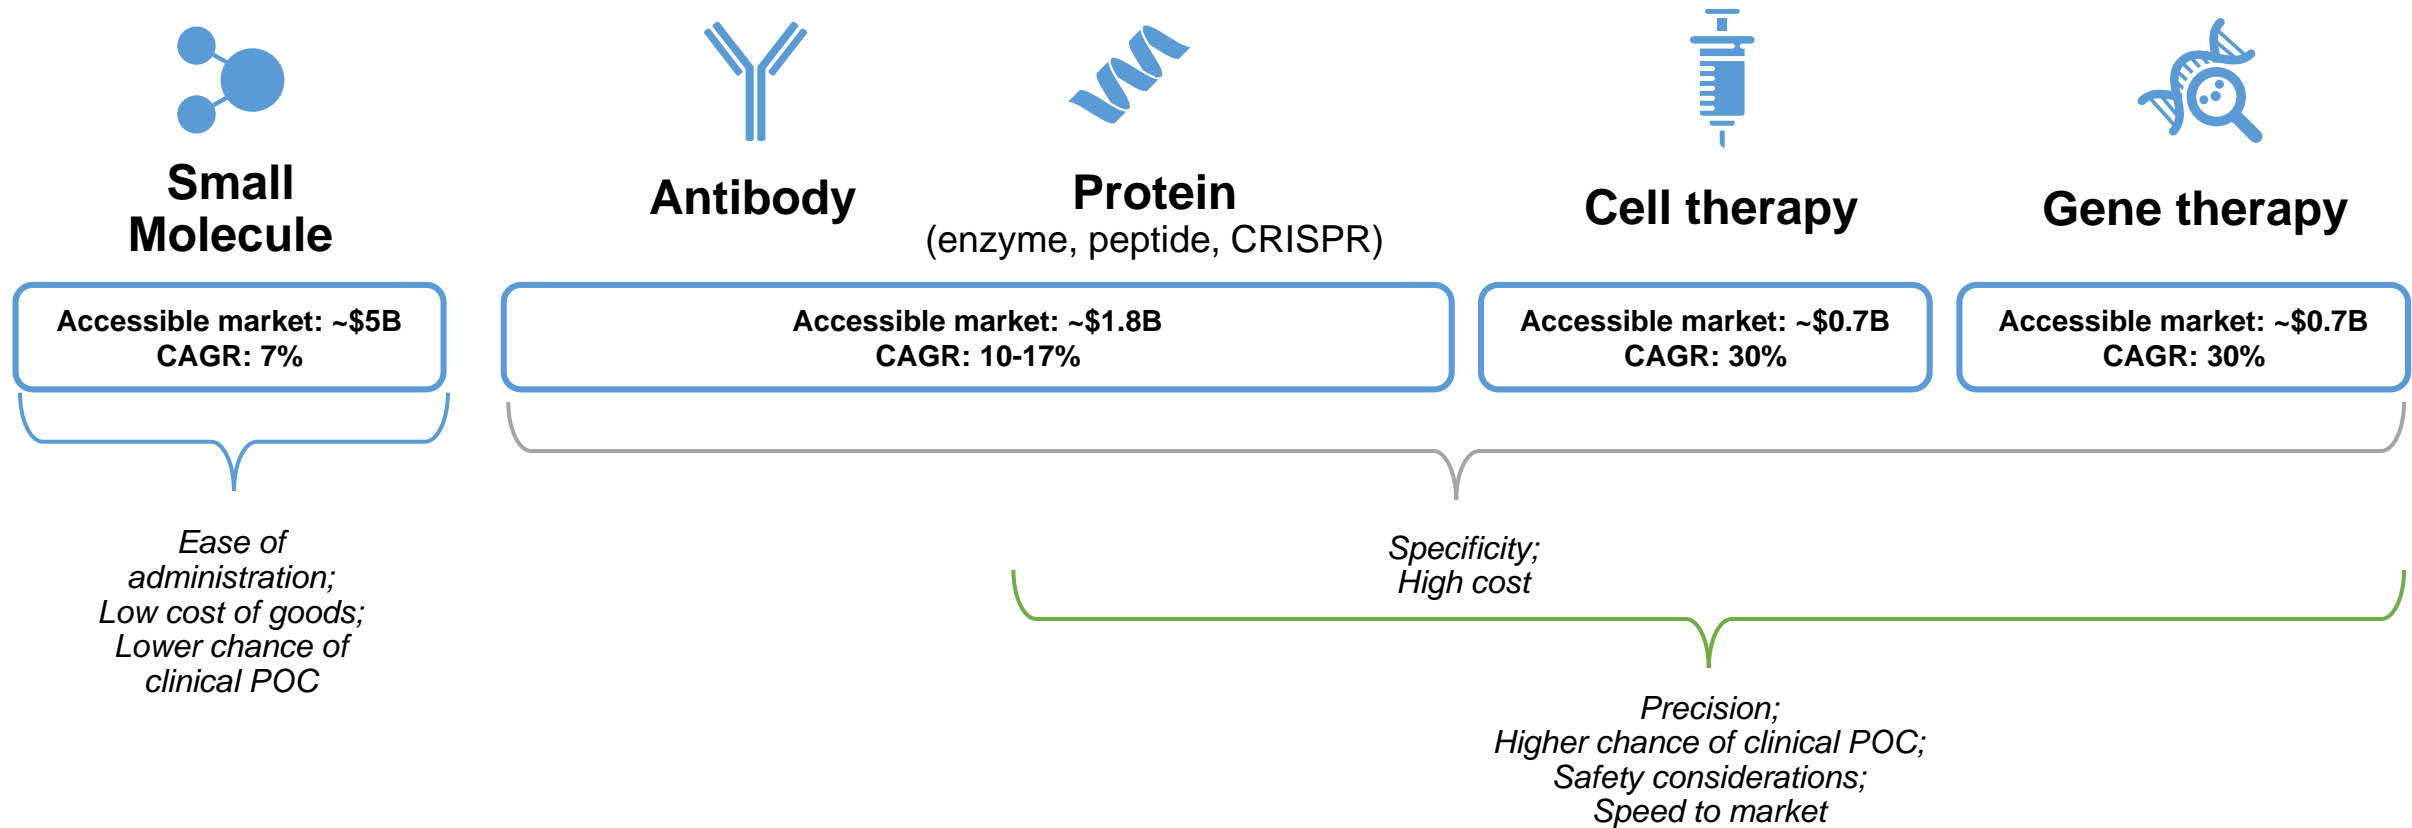 Small
Molecule
Antibody
Protein
(enzyme, peptide, CRISPR)
Cell therapy
Gene therapy
Accessible market: ~$5B
CAGR: 7%
Accessible market: ~$1.8B
CAGR: 10-17%
Accessible market: ~$0.7B
CAGR: 30%
Accessible market: ~$0.7B
CAGR: 30%
Ease of
administration;
Low cost of goods;
Lower chance of
clinical POC
Specificity;
High cost
Precision;
Higher chance of clinical POC;
Safety considerations;
Speed to market